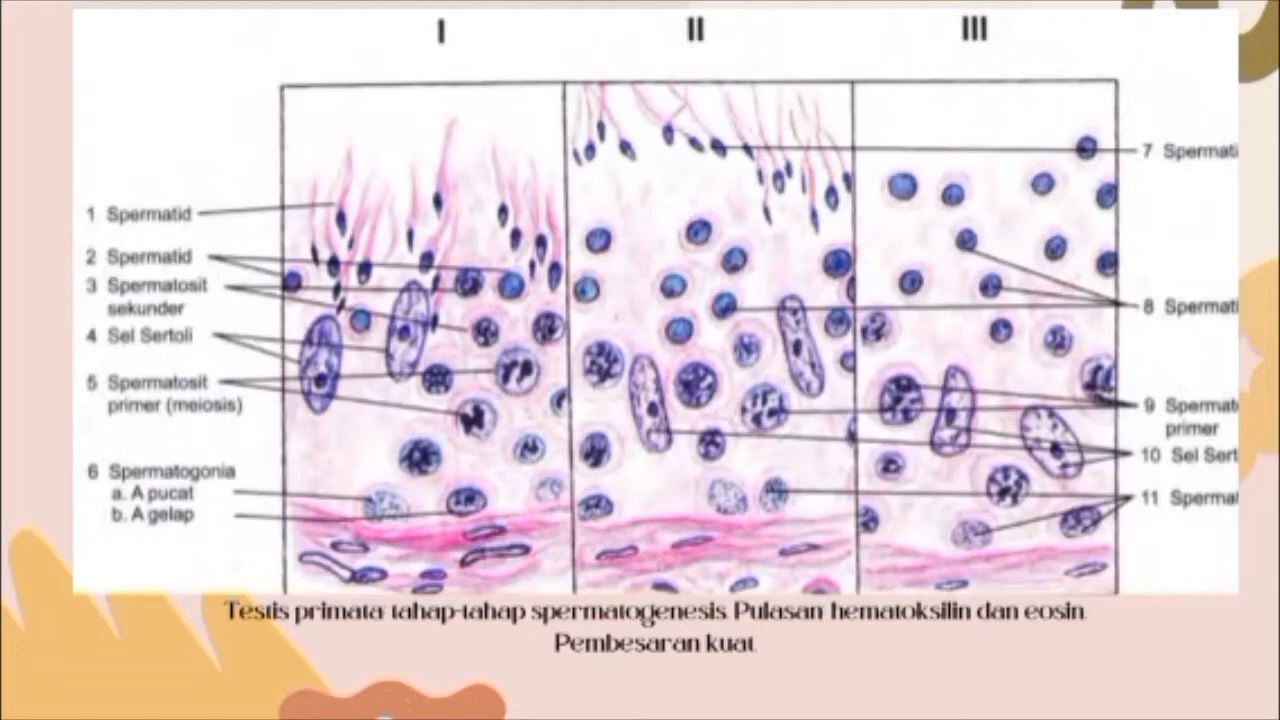 I II III
1 Spermatid
2 Spermatid
3 Spermatosit
sekunder
4 Sel Sertoli
5 Spermatosit
primer (meiosis)
6 Spermatogonia
a. A pucat
b. A gelap
7 Spermati
8 Spermati
9 Spermat
primer
10 Sel Sert
11 Spermat
Testis primata tahap-tahap spermatogenesis. Pulasan hematoksilin dan eosin.
Pembesaran kuat.